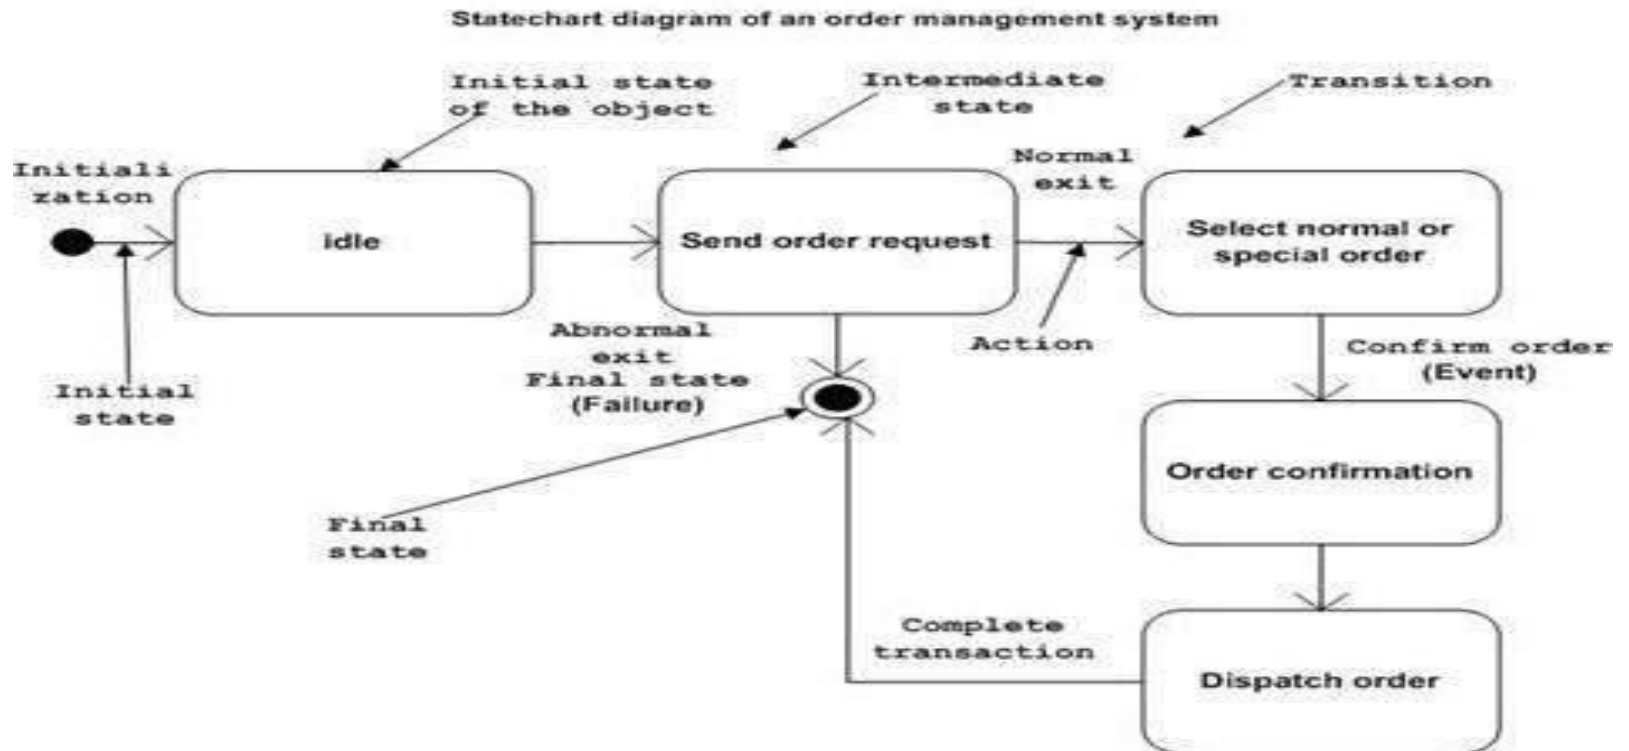 Statechart diagram of an order management system
Initial state
of the object
Intermediate
state
Transition
Initiali
zation
Normal
exit
idle
Send order request
Select normal or
special order
Initial
state
Abnormal
exit
Final state
(Failure)
Action
Confirm order
(Event)
Order confirmation
Final
state
Complete
transaction
Dispatch order